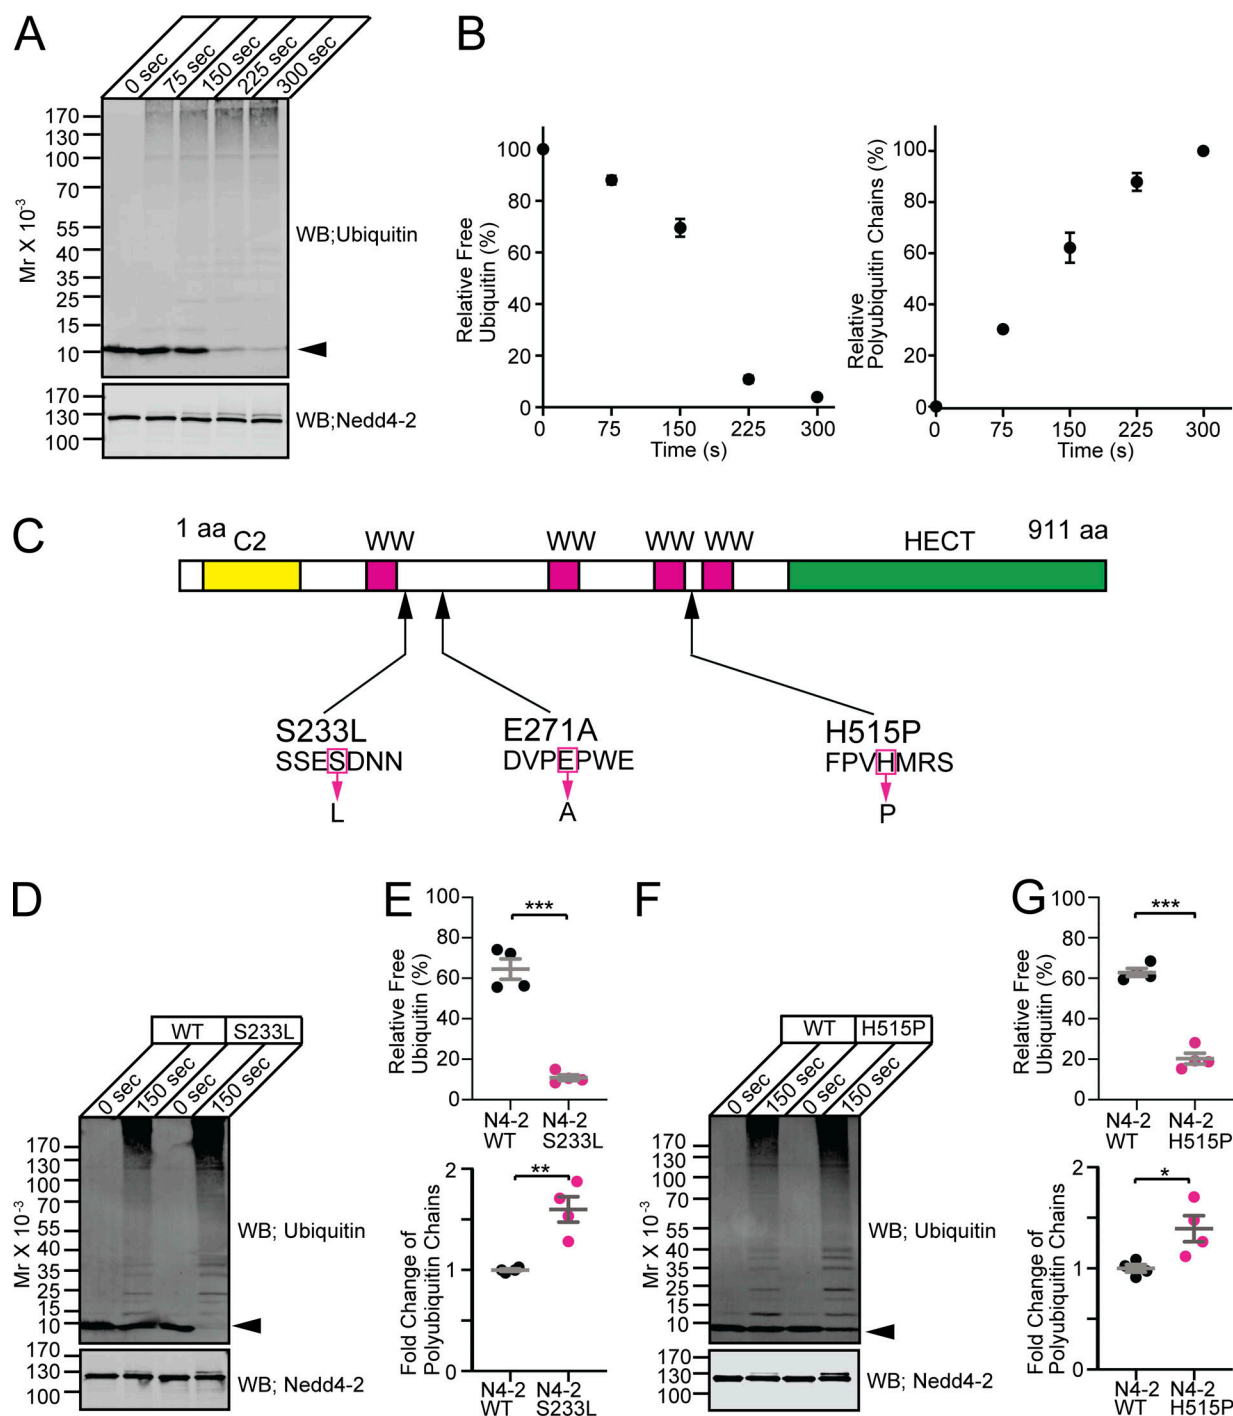 A
0 sec
75 sec
150 sec
225 sec
300 sec
Mr X 10⁻³
170
130
100
70
55
40
35
25
15
10
WB;Ubiquitin
170
130
100
WB;Nedd4-2
B
Relative Free
Ubiquitin (%)
100
80
60
40
20
0
0 75 150 225 300
Time (s)
Relative
Polyubiquitin Chains (%)
100
80
60
40
20
0
0 75 150 225 300
Time (s)
C
1 aa
C2
WW
WW
WW
WW
HECT
911 aa
S233L
SSESDNN
L
E271A
DVPEPWE
A
H515P
FPVHMRS
P
D
WT
S233L
0 sec
150 sec
0 sec
150 sec
Mr X 10⁻³
170
130
100
70
55
40
35
25
15
10
WB; Ubiquitin
170
130
100
WB; Nedd4-2
E
Relative Free
Ubiquitin (%)
100
80
60
40
20
0
***
N4-2 N4-2
WT S233L
Fold Change of
Polyubiquitin Chains
2
1
0
**
N4-2 N4-2
WT S233L
F
WT
H515P
0 sec
150 sec
0 sec
150 sec
Mr X 10⁻³
170
130
100
70
55
40
35
25
15
10
WB; Ubiquitin
170
130
100
WB; Nedd4-2
G
Relative Free
Ubiquitin (%)
100
80
60
40
20
0
***
N4-2 N4-2
WT H515P
Fold Change of
Polyubiquitin Chains
2
1
0
*
N4-2 N4-2
WT H515P